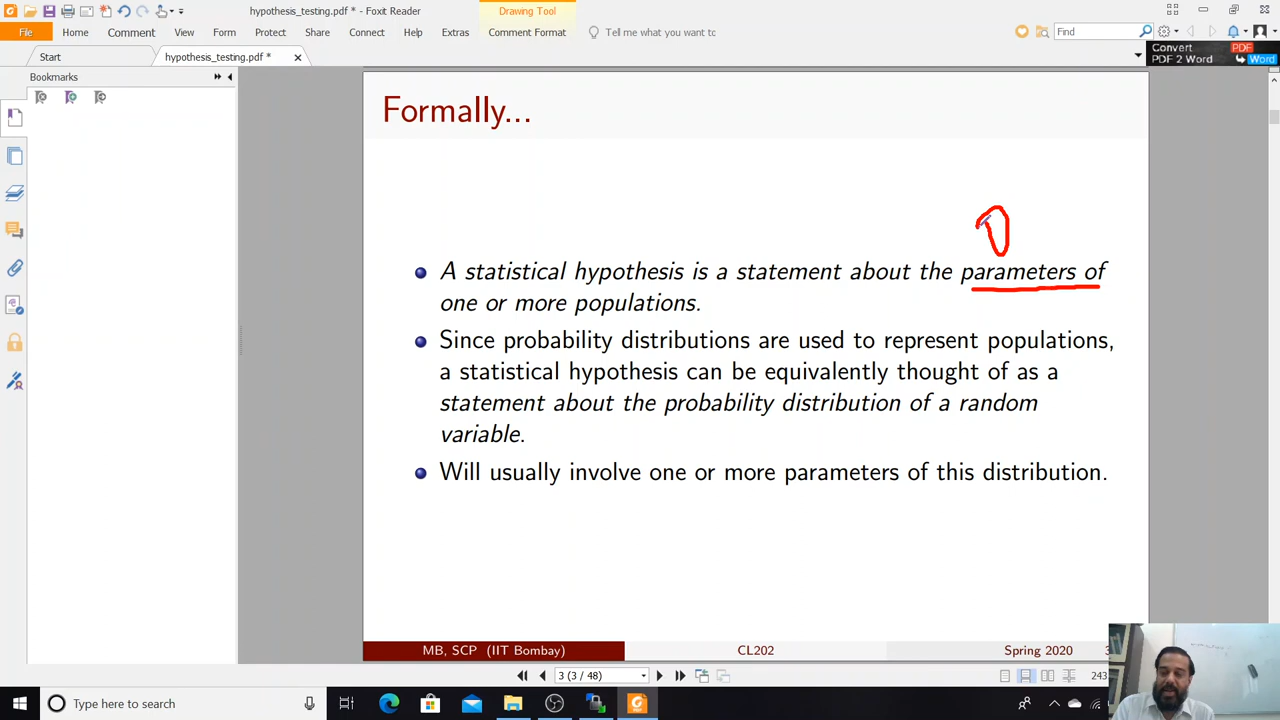 hypothesis_testing.pdf * - Foxit Reader
Drawing Tool
File
Home
Comment
View
Form
Protect
Share
Connect
Help
Extras
Comment Format
Tell me what you want to
Find
Start
hypothesis_testing.pdf *
Convert PDF
PDF 2 Word Word
Bookmarks
Formally...
A statistical hypothesis is a statement about the parameters of
one or more populations.
Since probability distributions are used to represent populations,
a statistical hypothesis can be equivalently thought of as a
statement about the probability distribution of a random
variable.
Will usually involve one or more parameters of this distribution.
MB, SCP (IIT Bombay)
CL202
Spring 2020
3 (3 / 48)
243
Type here to search